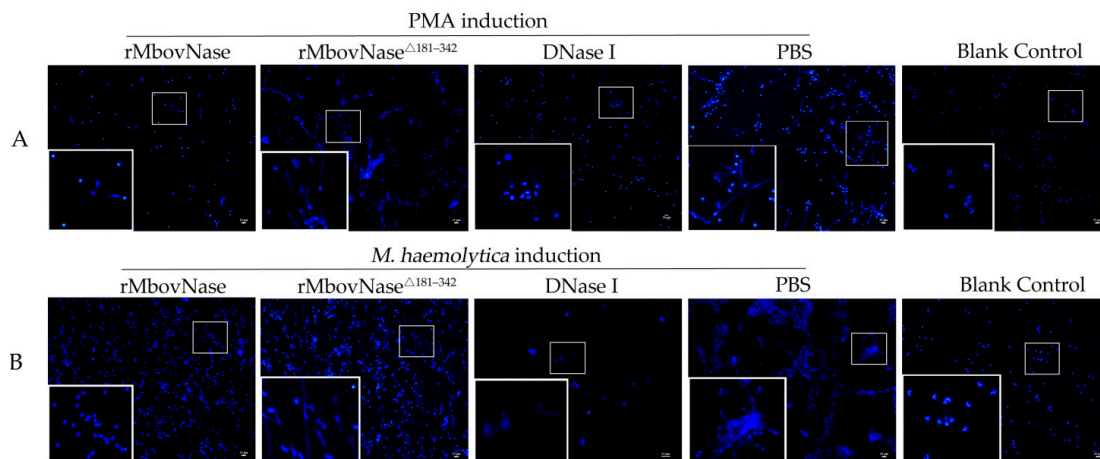 PMA induction
rMbovNase rMbovNase△181–342 DNase I PBS Blank Control
A
M. haemolytica induction
rMbovNase rMbovNase△181–342 DNase I PBS Blank Control
B